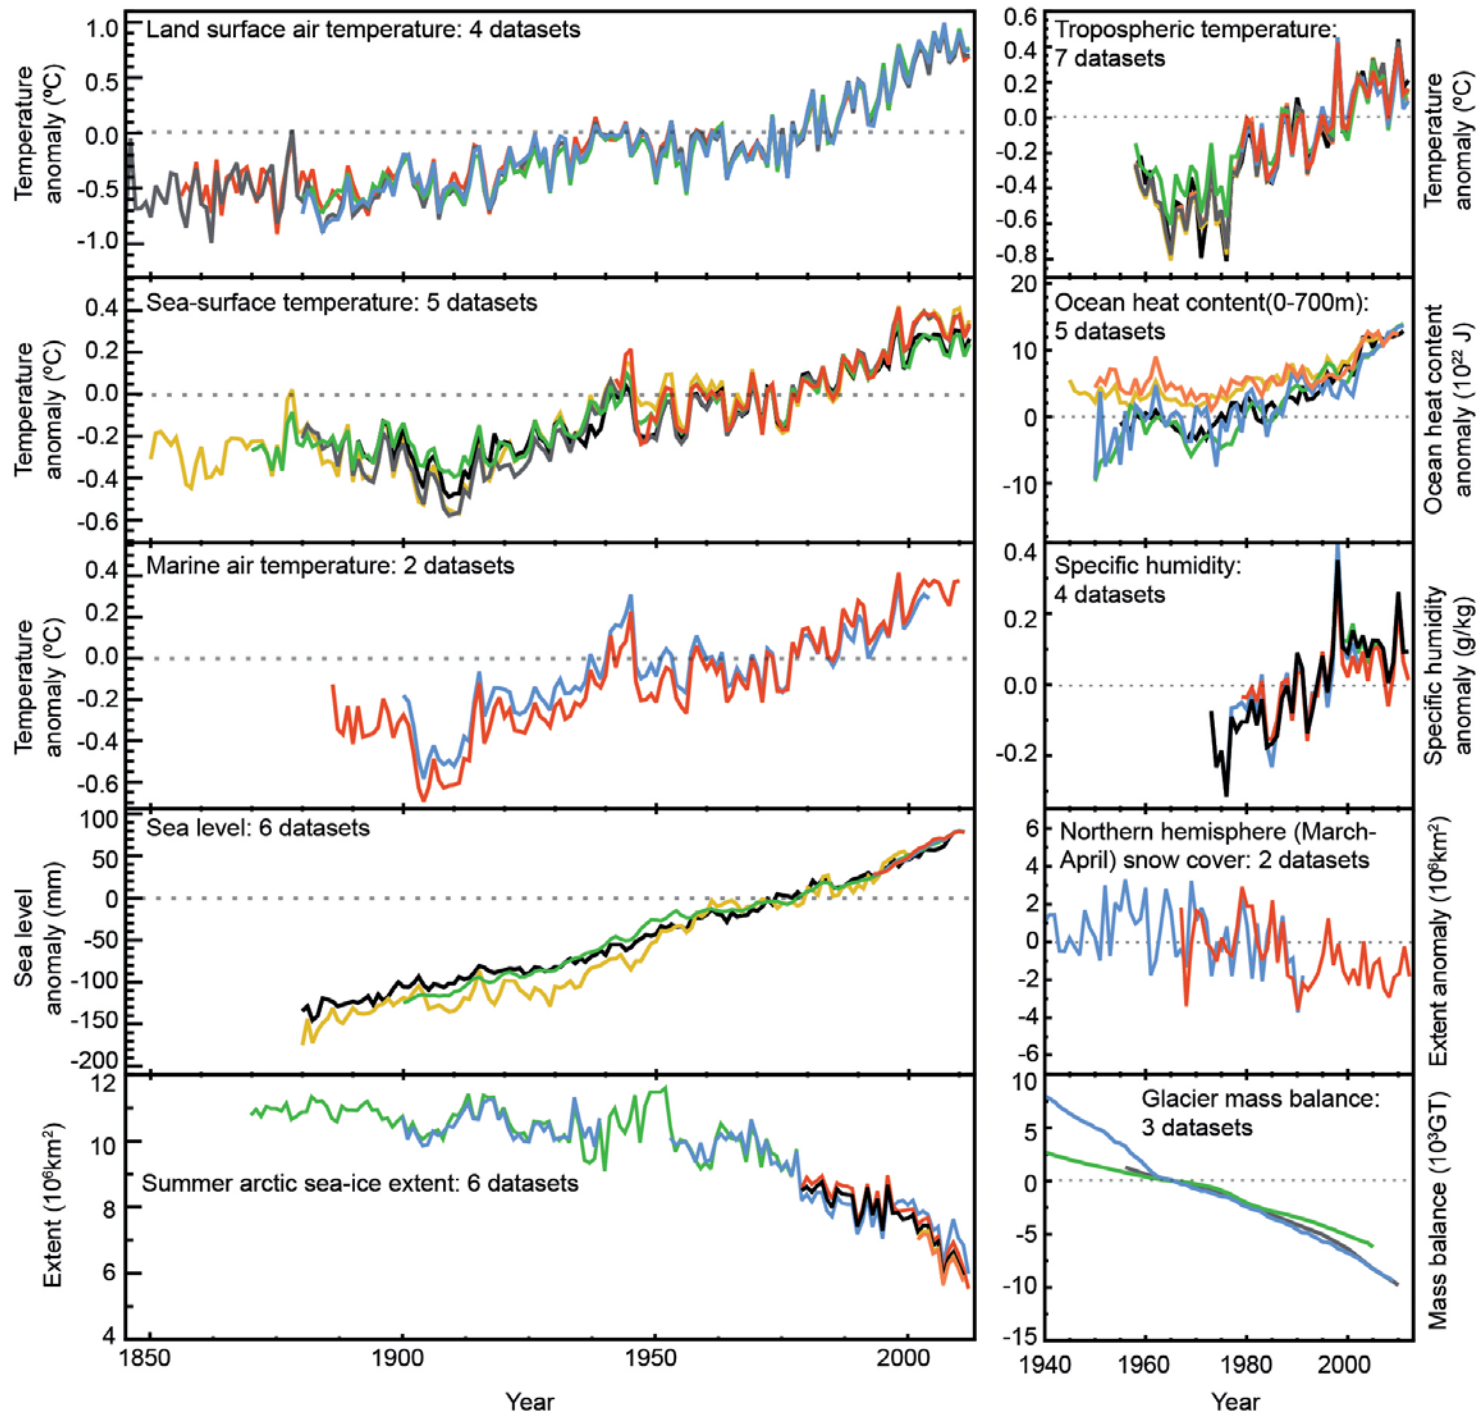 Land surface air temperature: 4 datasets
1.0
0.5
0.0
-0.5
-1.0
Temperature
anomaly (ºC)
Sea-surface temperature: 5 datasets
0.4
0.2
0.0
-0.2
-0.4
-0.6
Temperature
anomaly (ºC)
Marine air temperature: 2 datasets
0.4
0.2
0.0
-0.2
-0.4
-0.6
Temperature
anomaly (ºC)
Sea level: 6 datasets
100
50
0
-50
-100
-150
-200
Sea level
anomaly (mm)
Summer arctic sea-ice extent: 6 datasets
12
10
8
6
4
Extent (10⁶km²)
1850
1900
1950
2000
Year
Tropospheric temperature:
7 datasets
0.6
0.4
0.2
0.0
-0.2
-0.4
-0.6
-0.8
Temperature
anomaly (ºC)
Ocean heat content(0-700m):
5 datasets
20
10
0
-10
Ocean heat content
anomaly (10²² J)
Specific humidity:
4 datasets
0.4
0.2
0.0
-0.2
Specific humidity
anomaly (g/kg)
Northern hemisphere (March-
April) snow cover: 2 datasets
6
4
2
0
-2
-4
-6
Extent anomaly (10⁶km²)
Glacier mass balance:
3 datasets
10
5
0
-5
-10
-15
Mass balance (10³GT)
1940
1960
1980
2000
Year